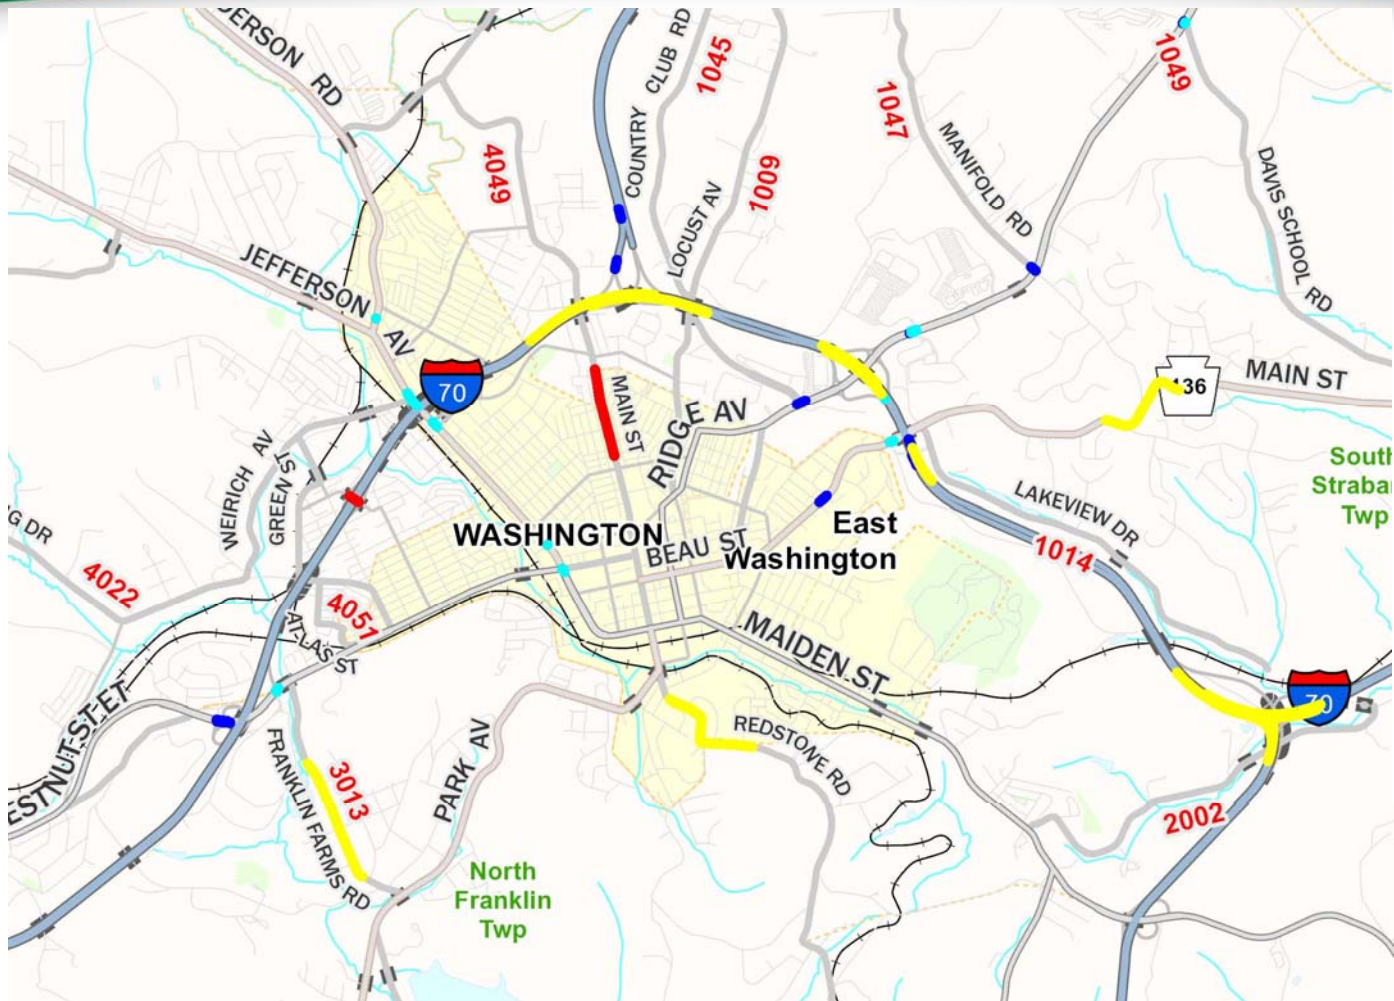 DERSON RD
COUNTRY CLUB RD
1045
1049
1047
4049
1009
MANIFOLD RD
DAVIS SCHOOL RD
LOCUST AV
JEFFERSON AV
70
MAIN ST
RIDGE AV
136
MAIN ST
WEIRICH AV
GREEN ST
South
Straba
Twp
G DR
LAKEVIEW DR
WASHINGTON
BEAU ST
East
Washington
1014
4022
4051
ATLAS ST
MAIDEN ST
ESTNUT ST ET
70
REDSTONE RD
PARK AV
FRANKLIN FARMS RD
3013
2002
North
Franklin
Twp